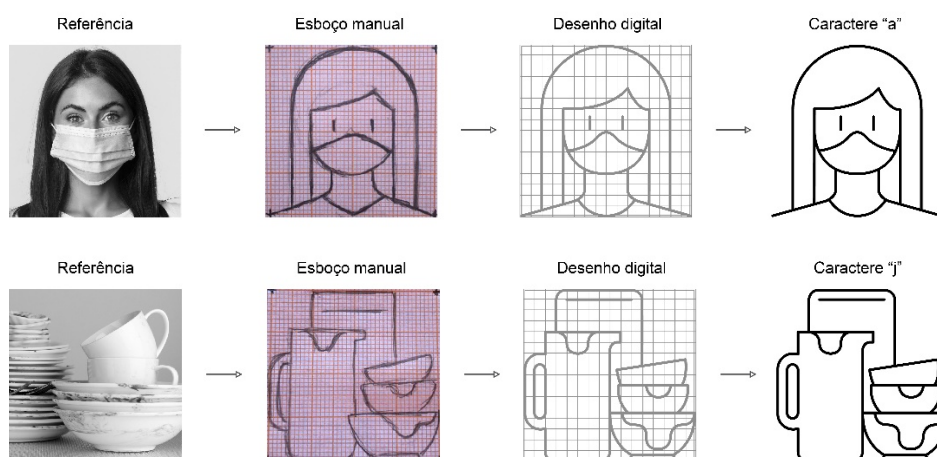 Referência
Esboço manual
Desenho digital
Caractere “a”
Referência
Esboço manual
Desenho digital
Caractere “j”